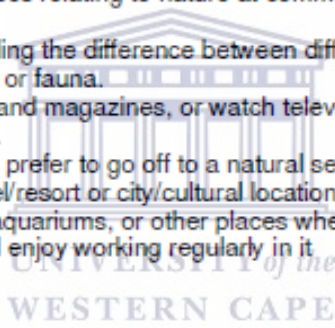 ling the difference between diff
or fauna.
and magazines, or watch telev
prefer to go off to a natural se
el/resort or city/cultural location
aquariums, or other places whe
enjoy working regularly in it
UNIVERSITY of the
WESTERN CAPE